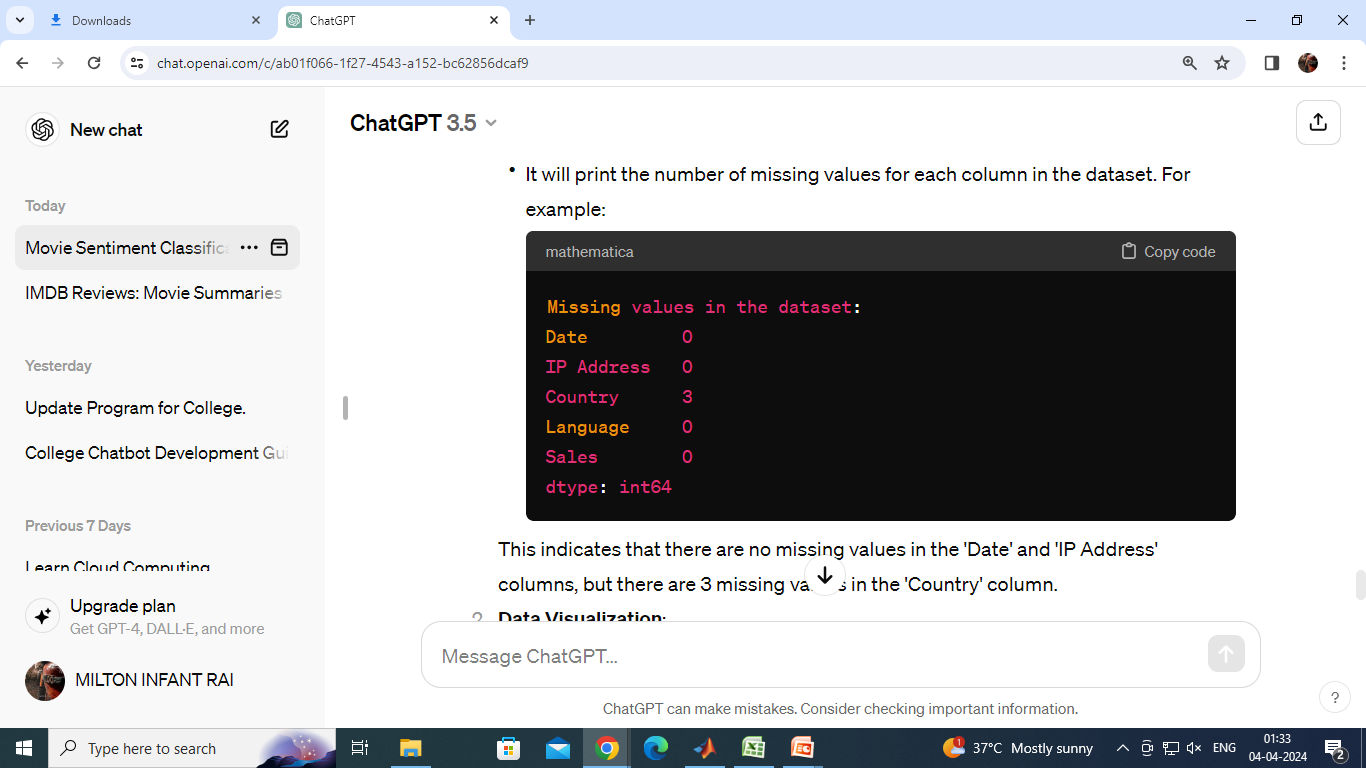 Downloads
ChatGPT
chat.openai.com/c/ab01f066-1f27-4543-a152-bc62856dcaf9
New chat
Today
Movie Sentiment Classific
IMDB Reviews: Movie Summaries
Yesterday
Update Program for College.
College Chatbot Development Gui
Previous 7 Days
Learn Cloud Computing
Upgrade plan
Get GPT-4, DALL·E, and more
MILTON INFANT RAI
ChatGPT 3.5
• It will print the number of missing values for each column in the dataset. For
example:
mathematica Copy code
Missing values in the dataset:
Date 0
IP Address 0
Country 3
Language 0
Sales 0
dtype: int64
This indicates that there are no missing values in the 'Date' and 'IP Address'
columns, but there are 3 missing va s in the 'Country' column.
2. Data Visualization:
Message ChatGPT...
ChatGPT can make mistakes. Consider checking important information.
?
Type here to search
1
37°C Mostly sunny
ENG
01:33
04-04-2024
2